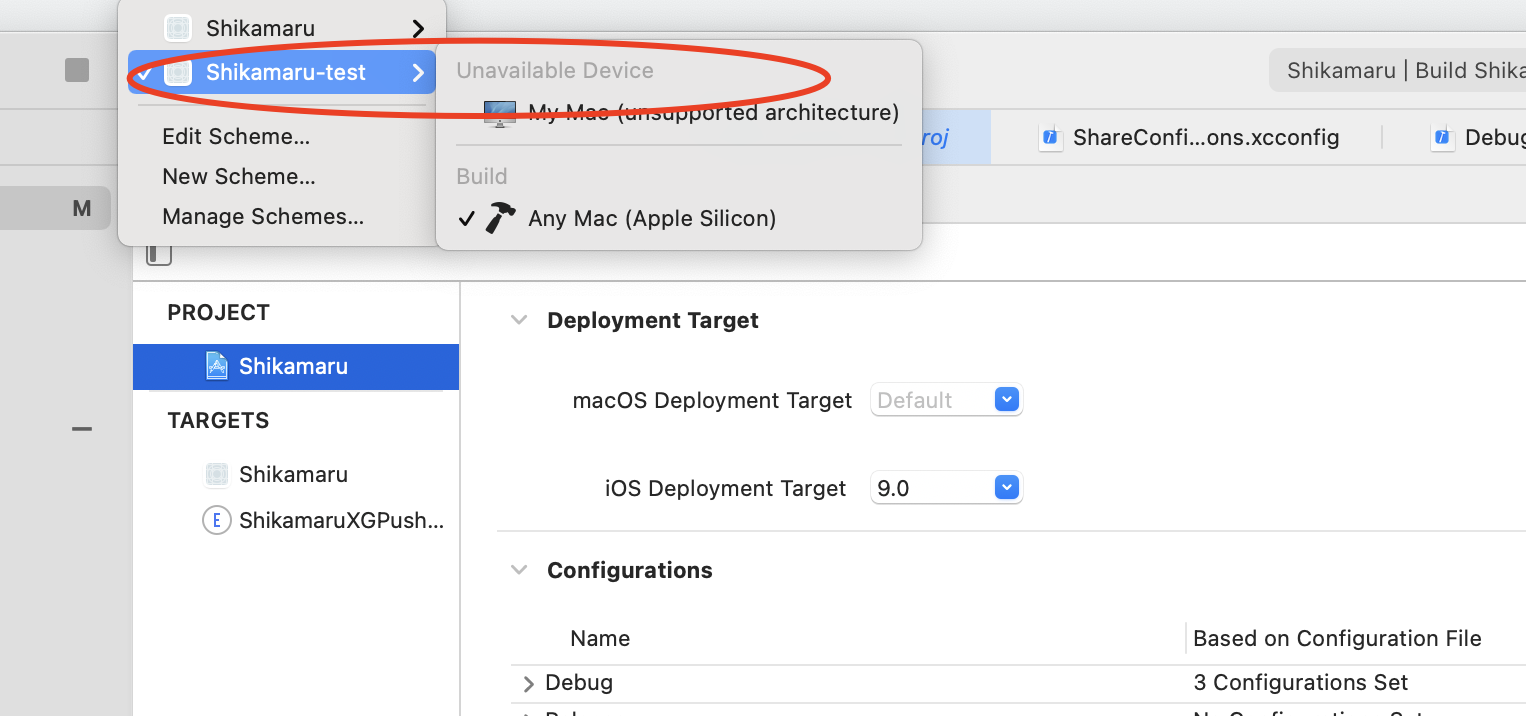 Shikamaru
Shikamaru-test
Unavailable Device
My Mac (unsupported architecture)
Edit Scheme...
New Scheme...
Manage Schemes...
Build
Any Mac (Apple Silicon)
Shikamaru | Build Shika
roj
ShareConfi...ons.xcconfig
Debug
M
PROJECT
Shikamaru
TARGETS
Shikamaru
E ShikamaruXGPush...
Deployment Target
macOS Deployment Target Default
iOS Deployment Target 9.0
Configurations
Name Based on Configuration File
Debug 3 Configurations Set